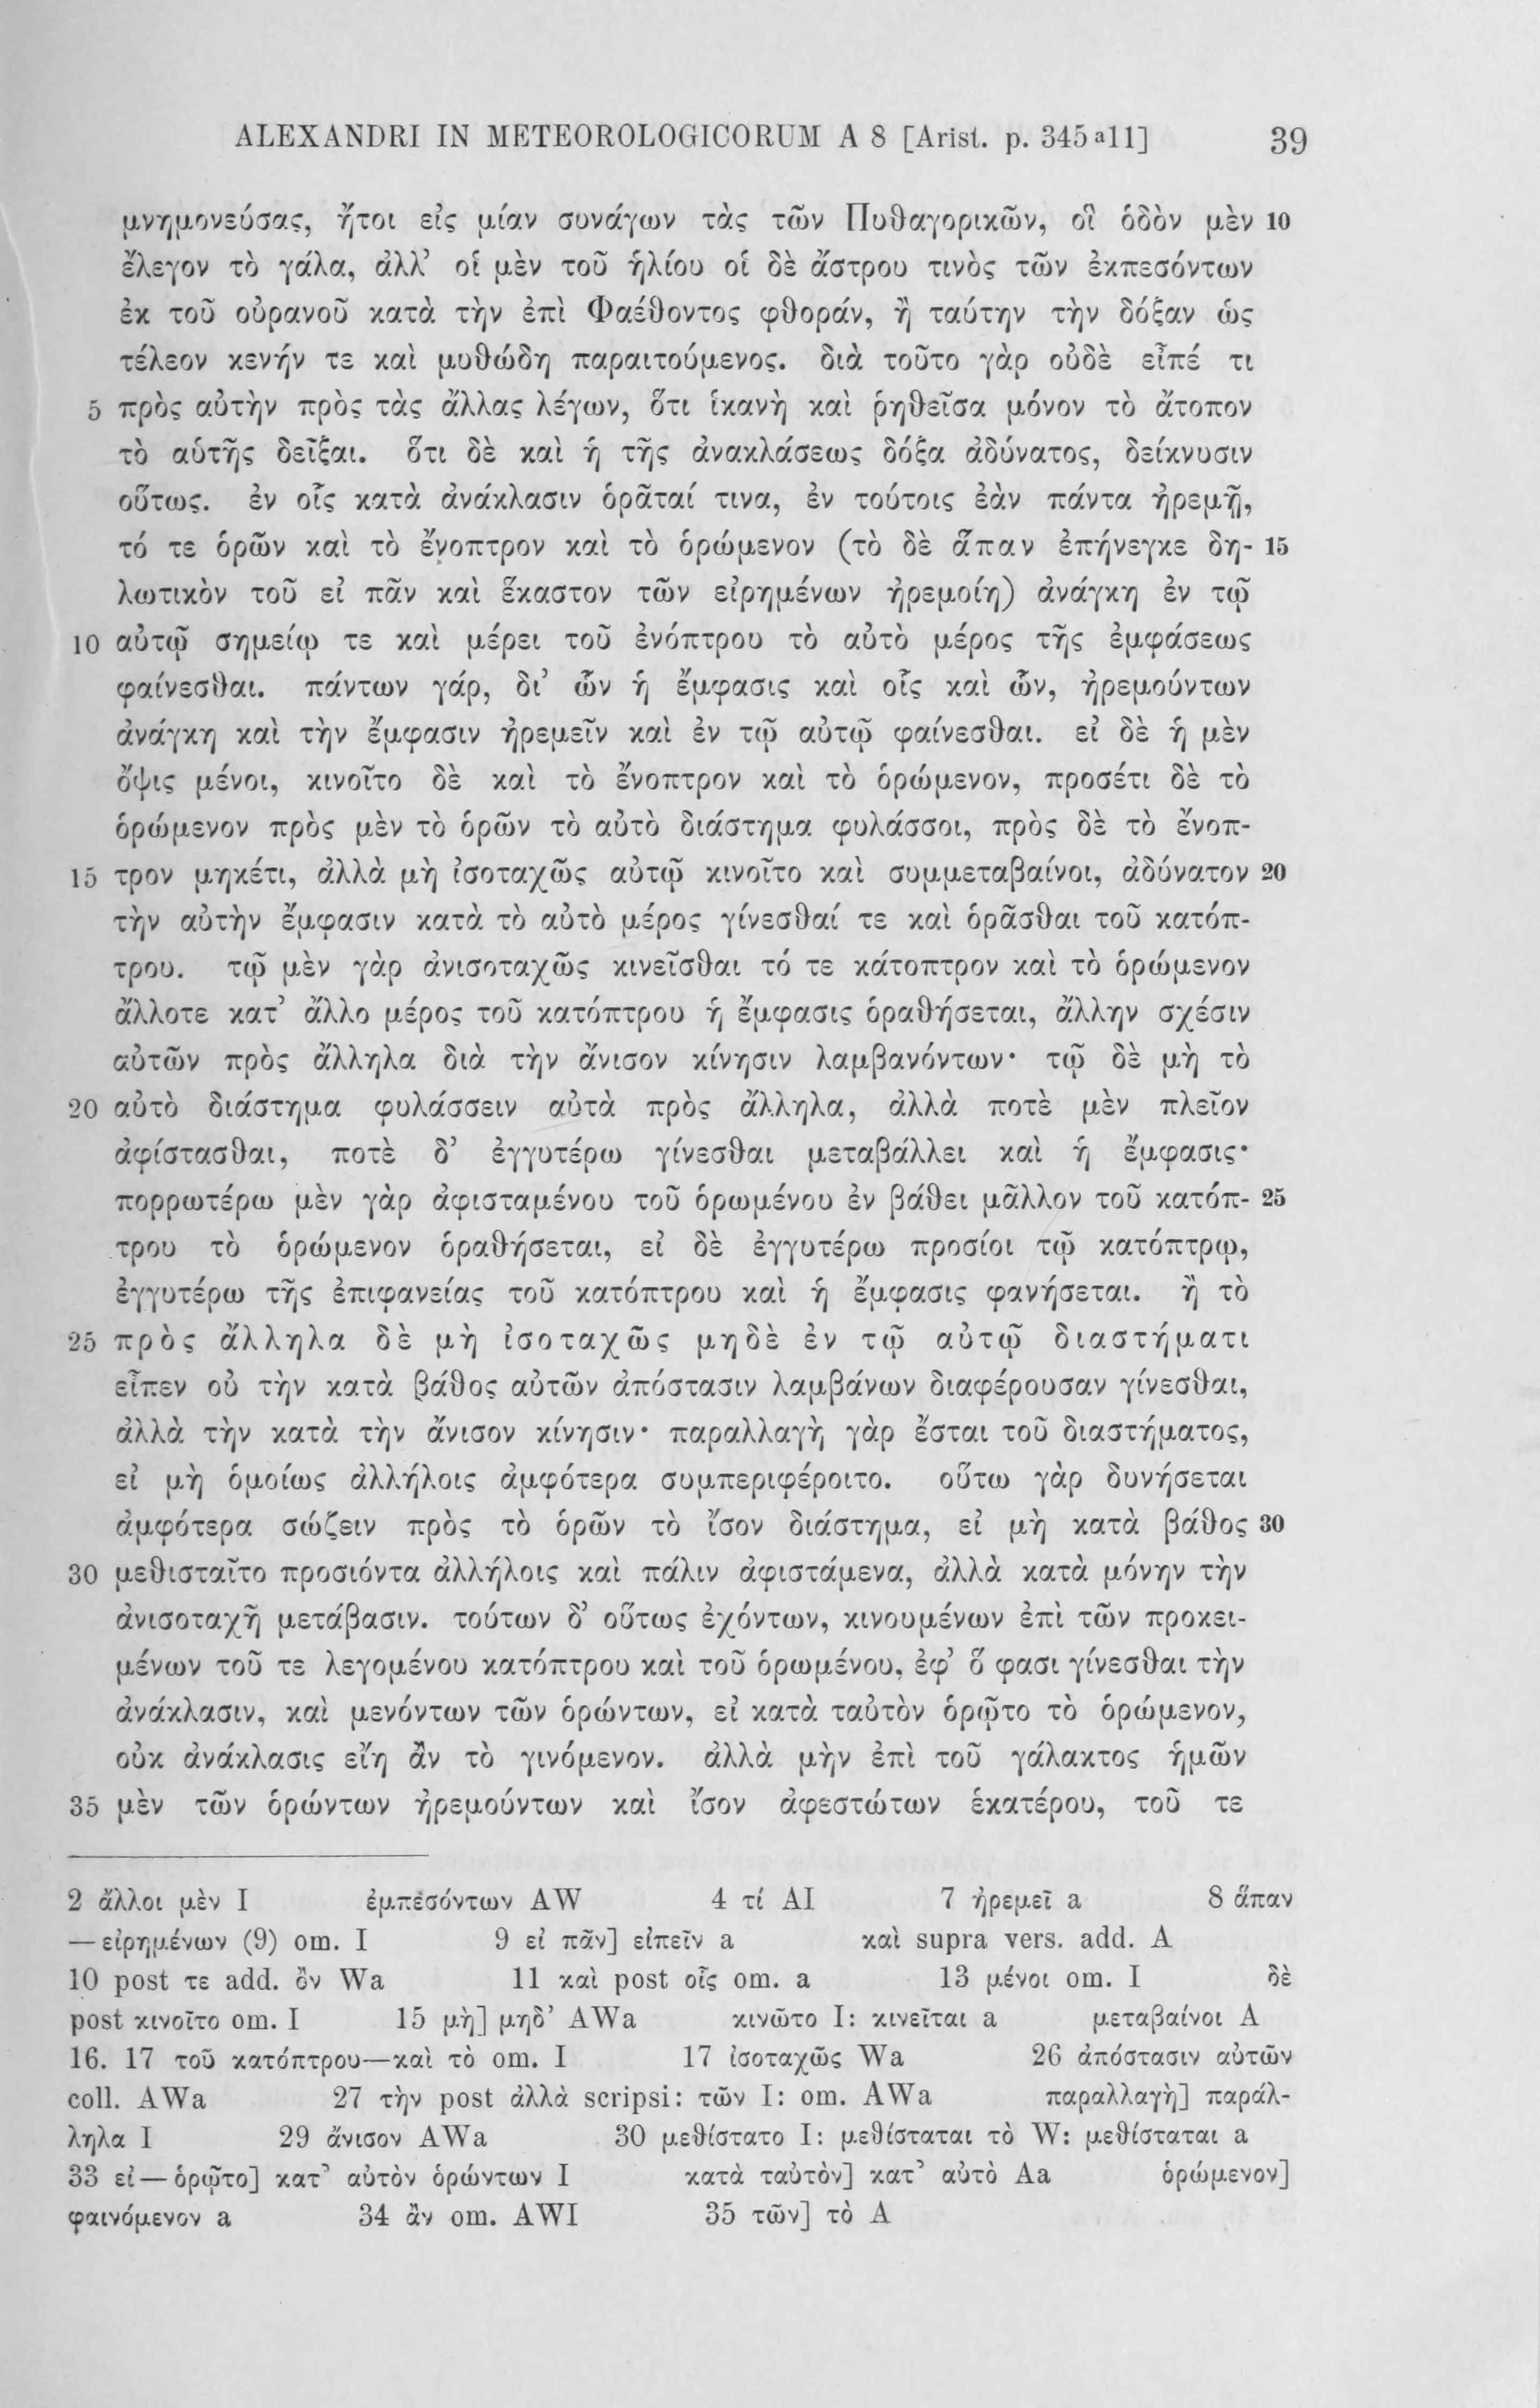 ALEXANDRI IN METEOROLOGICORUM A 8 [Arist. p. 345 a 11] 39
μνημονεύσας, ἤτοι εἰς μίαν συνάγων τὰς τῶν Πυθαγορικῶν, οἳ ὁδὸν μὲν 10
ἔλεγον τὸ γάλα, ἀλλ’ οἱ μὲν τοῦ ἡλίου οἱ δὲ ἄστρου τινὸς τῶν ἐκπεσόντων
ἐκ τοῦ οὐρανοῦ κατὰ τὴν ἐπὶ Φαέθοντος φθοράν, ἢ ταύτην τὴν δόξαν ὡς
τέλεον κενήν τε καὶ μυθώδη παραιτούμενος. διὰ τοῦτο γὰρ οὐδὲ εἶπέ τι
5 πρὸς αὐτὴν πρὸς τὰς ἄλλας λέγων, ὅτι ἱκανὴ καὶ ῥηθεῖσα μόνον τὸ ἄτοπον
τὸ αὑτῆς δεῖξαι. ὅτι δὲ καὶ ἡ τῆς ἀνακλάσεως δόξα ἀδύνατος, δείκνυσιν
οὕτως. ἐν οἷς κατὰ ἀνάκλασιν ὁρᾶταί τινα, ἐν τούτοις ἐὰν πάντα ἠρεμῇ,
τό τε ὁρῶν καὶ τὸ ἔνοπτρον καὶ τὸ ὁρώμενον (τὸ δὲ ἅπαν ἐπήνεγκε δη- 15
λωτικὸν τοῦ εἰ πᾶν καὶ ἕκαστον τῶν εἰρημένων ἠρεμοίη) ἀνάγκη ἐν τῷ
10 αὐτῷ σημείῳ τε καὶ μέρει τοῦ ἐνόπτρου τὸ αὐτὸ μέρος τῆς ἐμφάσεως
φαίνεσθαι. πάντων γάρ, δι’ ὧν ἡ ἔμφασις καὶ οἷς καὶ ὧν, ἠρεμούντων
ἀνάγκη καὶ τὴν ἔμφασιν ἠρεμεῖν καὶ ἐν τῷ αὐτῷ φαίνεσθαι. εἰ δὲ ἡ μὲν
ὄψις μένοι, κινοῖτο δὲ καὶ τὸ ἔνοπτρον καὶ τὸ ὁρώμενον, προσέτι δὲ τὸ
ὁρώμενον πρὸς μὲν τὸ ὁρῶν τὸ αὐτὸ διάστημα φυλάσσοι, πρὸς δὲ τὸ ἔνοπ-
15 τρον μηκέτι, ἀλλὰ μὴ ἰσοταχῶς αὐτῷ κινοῖτο καὶ συμμεταβαίνοι, ἀδύνατον 20
τὴν αὐτὴν ἔμφασιν κατὰ τὸ αὐτὸ μέρος γίνεσθαί τε καὶ ὁρᾶσθαι τοῦ κατόπ-
τρου. τῷ μὲν γὰρ ἀνισοταχῶς κινεῖσθαι τό τε κάτοπτρον καὶ τὸ ὁρώμενον
ἄλλοτε κατ’ ἄλλο μέρος τοῦ κατόπτρου ἡ ἔμφασις ὁραθήσεται, ἄλλην σχέσιν
αὐτῶν πρὸς ἄλληλα διὰ τὴν ἄνισον κίνησιν λαμβανόντων· τῷ δὲ μὴ τὸ
20 αὐτὸ διάστημα φυλάσσειν αὐτὰ πρὸς ἄλληλα, ἀλλὰ ποτὲ μὲν πλεῖον
ἀφίστασθαι, ποτὲ δ’ ἐγγυτέρω γίνεσθαι μεταβάλλει καὶ ἡ ἔμφασις·
πορρωτέρω μὲν γὰρ ἀφισταμένου τοῦ ὁρωμένου ἐν βάθει μᾶλλον τοῦ κατόπ- 25
τρου τὸ ὁρώμενον ὁραθήσεται, εἰ δὲ ἐγγυτέρω προσίοι τῷ κατόπτρῳ,
ἐγγυτέρω τῆς ἐπιφανείας τοῦ κατόπτρου καὶ ἡ ἔμφασις φανήσεται. ἢ τὸ
25 πρὸς ἄλληλα δὲ μὴ ἰσοταχῶς μηδὲ ἐν τῷ αὐτῷ διαστήματι
εἶπεν οὐ τὴν κατὰ βάθος αὐτῶν ἀπόστασιν λαμβάνων διαφέρουσαν γίνεσθαι,
ἀλλὰ τὴν κατὰ τὴν ἄνισον κίνησιν· παραλλαγὴ γὰρ ἔσται τοῦ διαστήματος,
εἰ μὴ ὁμοίως ἀλλήλοις ἀμφότερα συμπεριφέροιτο. οὕτω γὰρ δυνήσεται
ἀμφότερα σώζειν πρὸς τὸ ὁρῶν τὸ ἴσον διάστημα, εἰ μὴ κατὰ βάθος 30
30 μεθισταῖτο προσιόντα ἀλλήλοις καὶ πάλιν ἀφιστάμενα, ἀλλὰ κατὰ μόνην τὴν
ἀνισοταχῆ μετάβασιν. τούτων δ’ οὕτως ἐχόντων, κινουμένων ἐπὶ τῶν προκει-
μένων τοῦ τε λεγομένου κατόπτρου καὶ τοῦ ὁρωμένου, ἐφ’ ὅ φασι γίνεσθαι τὴν
ἀνάκλασιν, καὶ μενόντων τῶν ὁρώντων, εἰ κατὰ ταὐτὸν ὁρῷτο τὸ ὁρώμενον,
οὐκ ἀνάκλασις εἴη ἂν τὸ γινόμενον. ἀλλὰ μὴν ἐπὶ τοῦ γάλακτος ἡμῶν
35 μὲν τῶν ὁρώντων ἠρεμούντων καὶ ἴσον ἀφεστώτων ἑκατέρου, τοῦ τε
2 ἄλλοι μὲν I ἐμπεσόντων AW 4 τί AI 7 ἠρεμεῖ a 8 ἅπαν
— εἰρημένων (9) om. I 9 εἰ πᾶν] εἰπεῖν a καὶ supra vers. add. A
10 post τε add. ὂν Wa 11 καὶ post οἷς om. a 13 μένοι om. I δὲ
post κινοῖτο om. I 15 μὴ] μηδ’ AWa κινῶτο I: κινεῖται a μεταβαίνοι A
16. 17 τοῦ κατόπτρου—καὶ τὸ om. I 17 ἰσοταχῶς Wa 26 ἀπόστασιν αὐτῶν
coll. AWa 27 τὴν post ἀλλὰ scripsi: τῶν I: om. AWa παραλλαγὴ] παράλ-
ληλα I 29 ἄνισον AWa 30 μεθίστατο I: μεθίσταται τὸ W: μεθίσταται a
33 εἰ — ὁρῷτο] κατ’ αὐτὸν ὁρώντων I κατὰ ταὐτὸν] κατ’ αὐτὸ Aa ὁρώμενον]
φαινόμενον a 34 ἂν om. AWI 35 τῶν] τὸ A